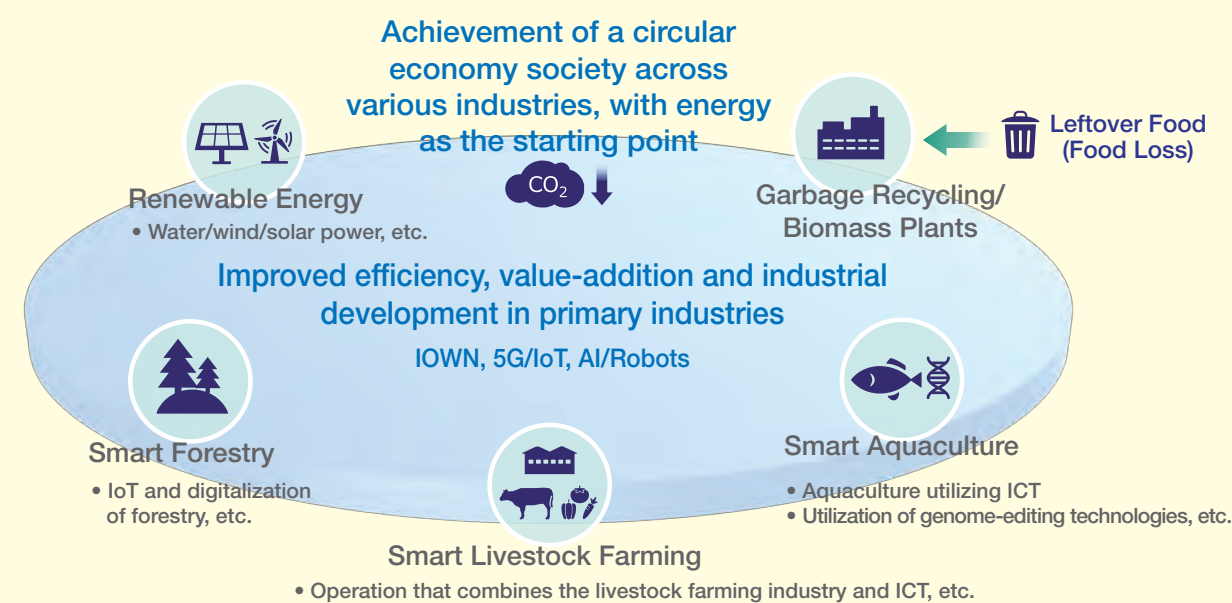 Achievement of a circular
economy society across
various industries, with energy
as the starting point
CO₂
Renewable Energy
• Water/wind/solar power, etc.
Garbage Recycling/
Biomass Plants
Leftover Food
(Food Loss)
Improved efficiency, value-addition and industrial
development in primary industries
IOWN, 5G/IoT, AI/Robots
Smart Forestry
• IoT and digitalization
of forestry, etc.
Smart Aquaculture
• Aquaculture utilizing ICT
• Utilization of genome-editing technologies, etc.
Smart Livestock Farming
• Operation that combines the livestock farming industry and ICT, etc.